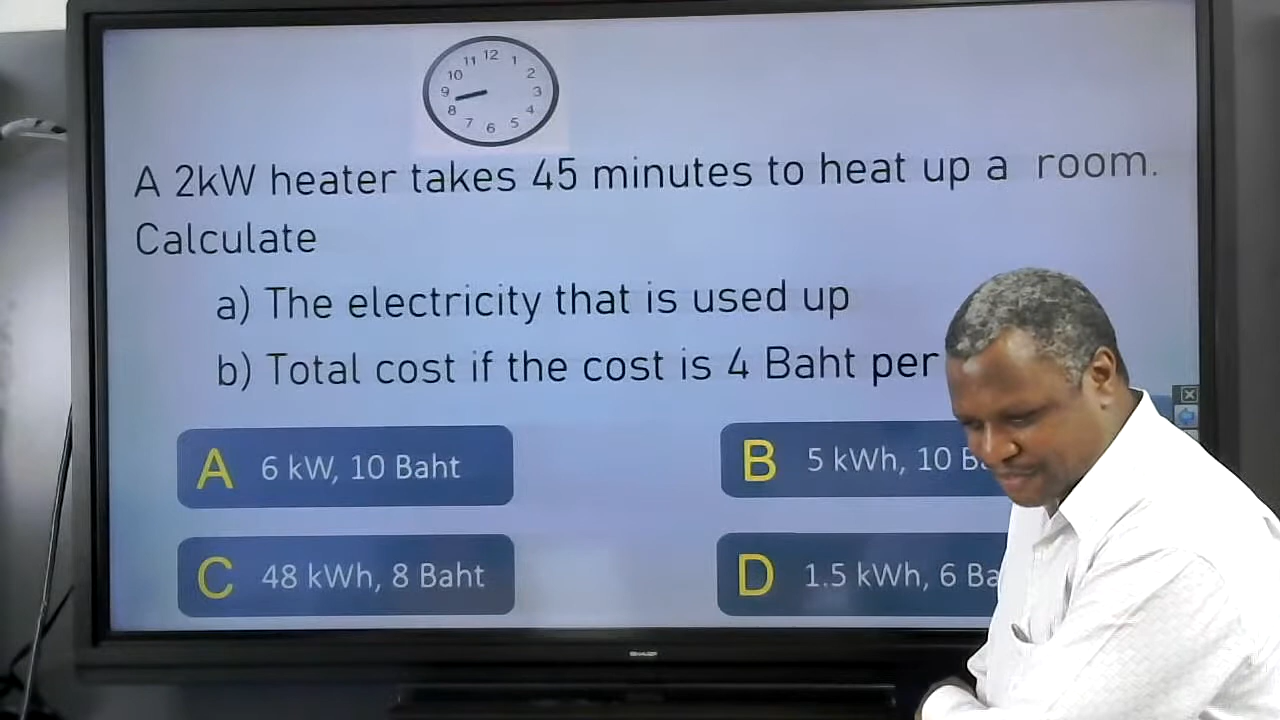 11 12 1
10 2
9 3
8 4
7 6 5
A 2kW heater takes 45 minutes to heat up a room.
Calculate
a) The electricity that is used up
b) Total cost if the cost is 4 Baht per
A 6 kW, 10 Baht
B 5 kWh, 10
C 48 kWh, 8 Baht
D 1.5 kWh, 6
SHARP